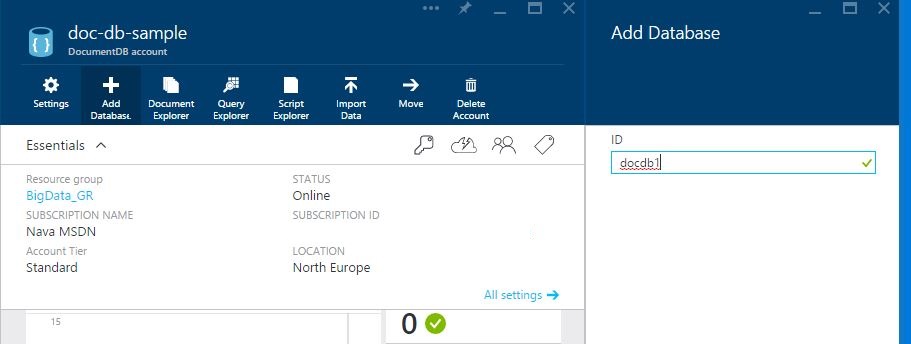 doc-db-sample
DocumentDB account
Settings
Add Database
Document Explorer
Query Explorer
Script Explorer
Import Data
Move
Delete Account
Essentials
Resource group
STATUS
BigData_GR
Online
SUBSCRIPTION NAME
SUBSCRIPTION ID
Nava MSDN
Account Tier
LOCATION
Standard
North Europe
All settings
15
0
Add Database
ID
docdb1